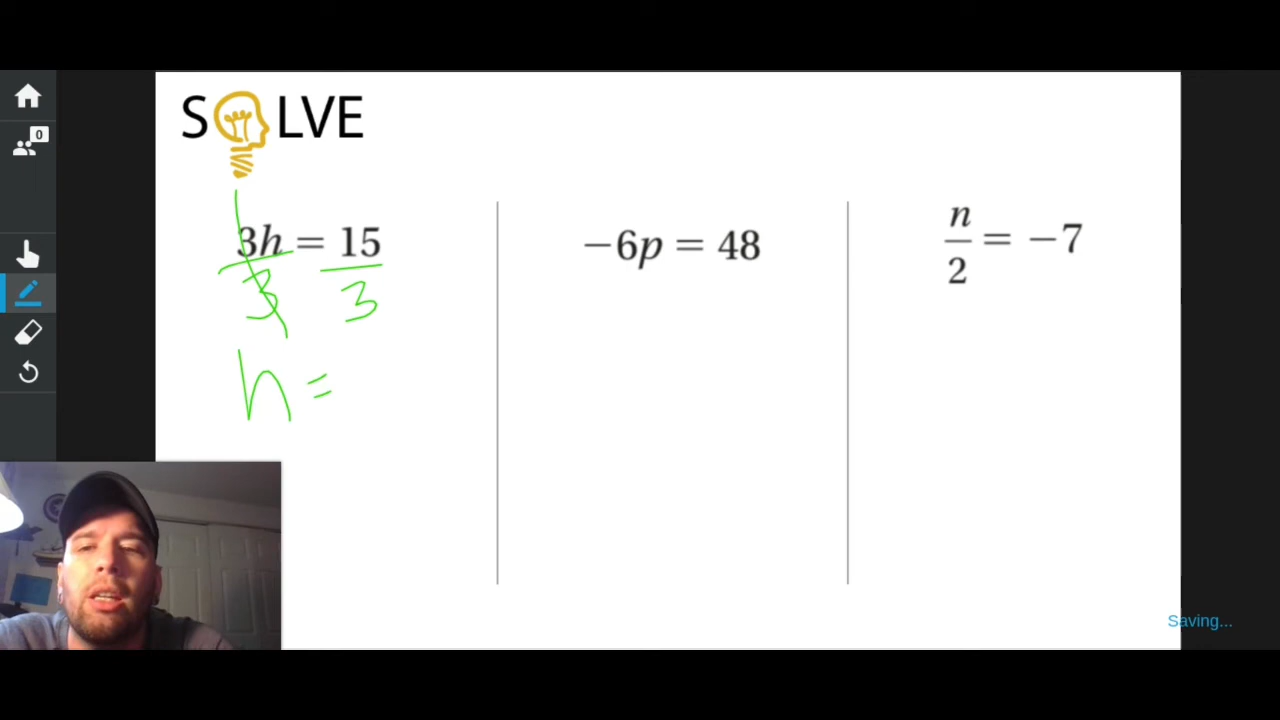 0
SOLVE
3h = 15
3 3
h =
−6p = 48
n
2
= −7
Saving...